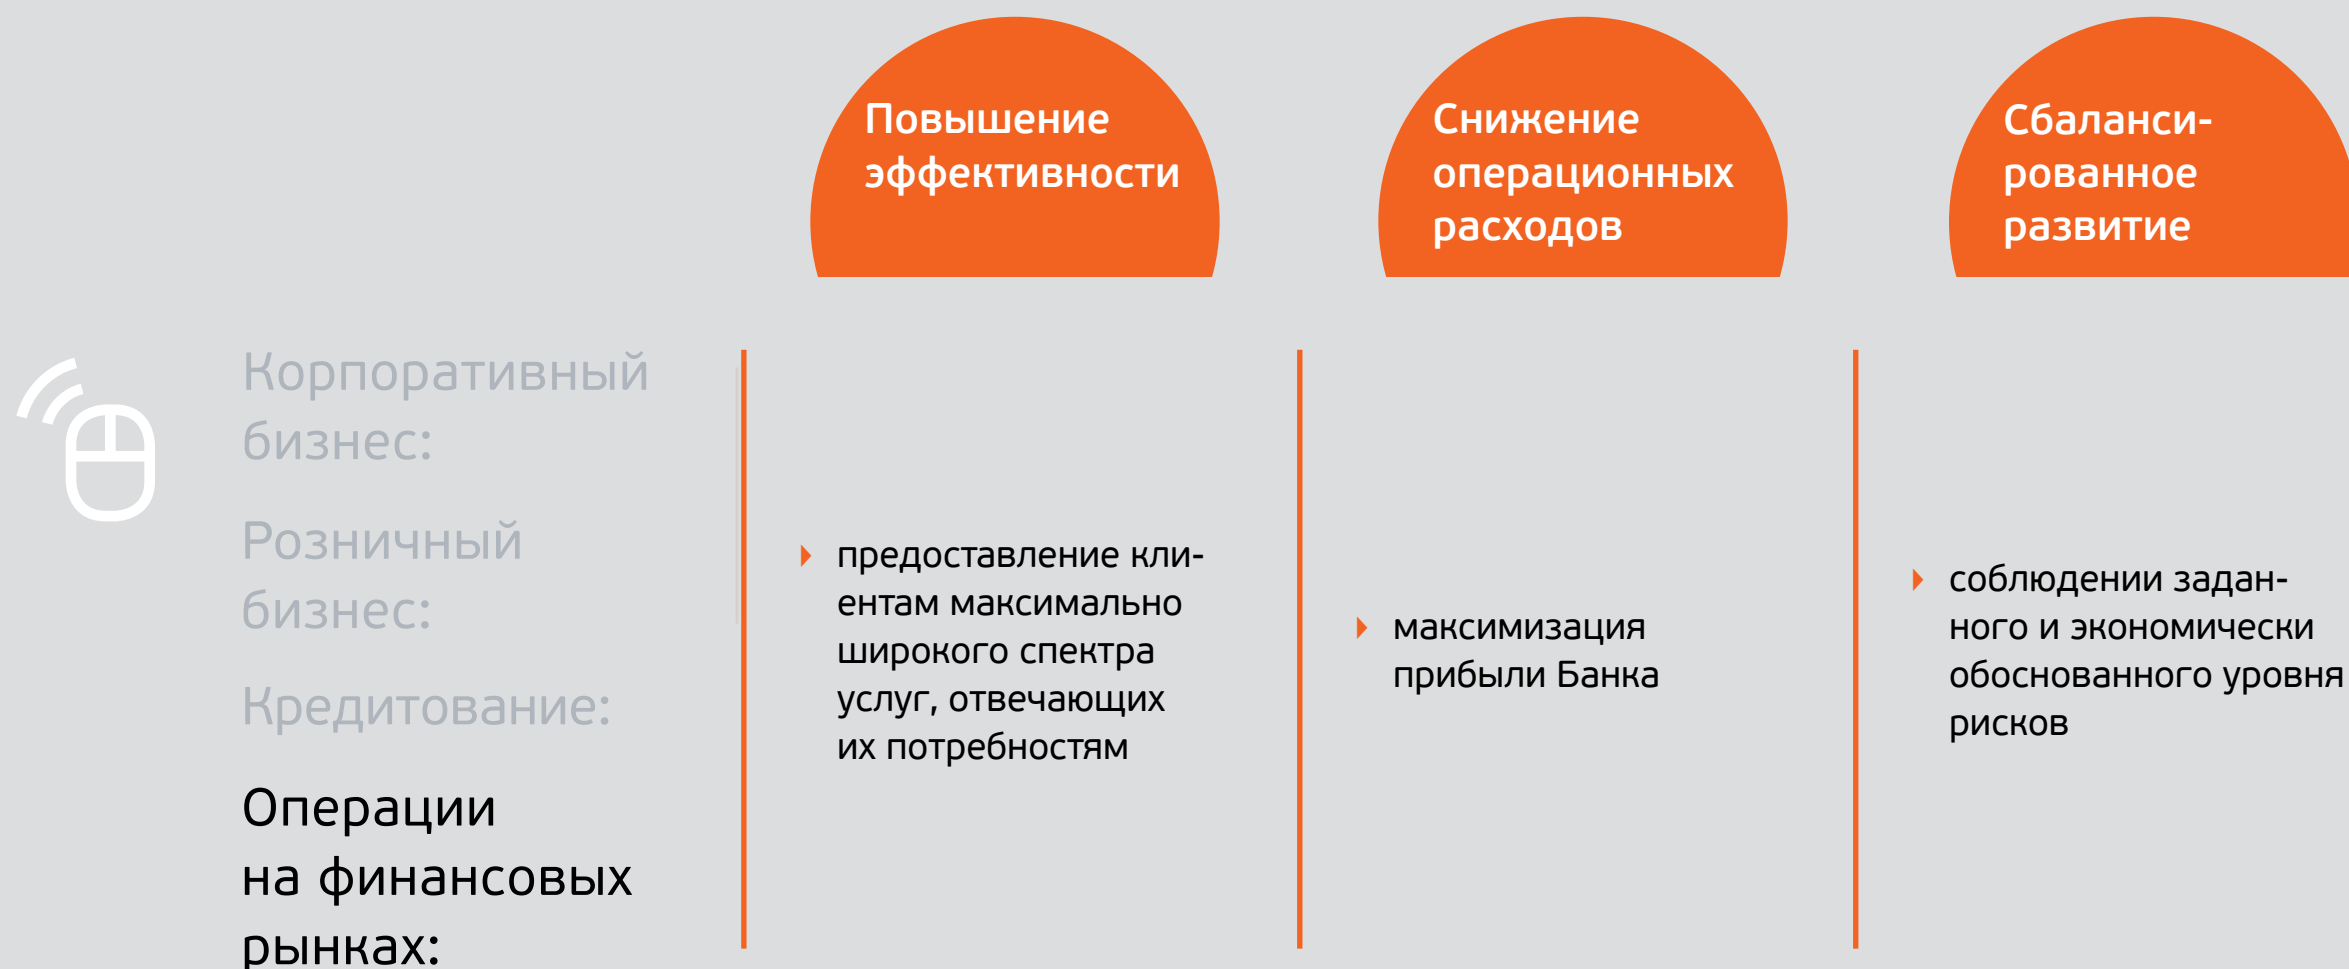 Повышение
эффективности
Снижение
операционных
расходов
Сбаланси-
рованное
развитие
Корпоративный
бизнес:
Розничный
бизнес:
Кредитование:
Операции
на финансовых
рынках:
предоставление кли-
ентам максимально
широкого спектра
услуг, отвечающих
их потребностям
максимизация
прибыли Банка
соблюдении задан-
ного и экономически
обоснованного уровня
рисков